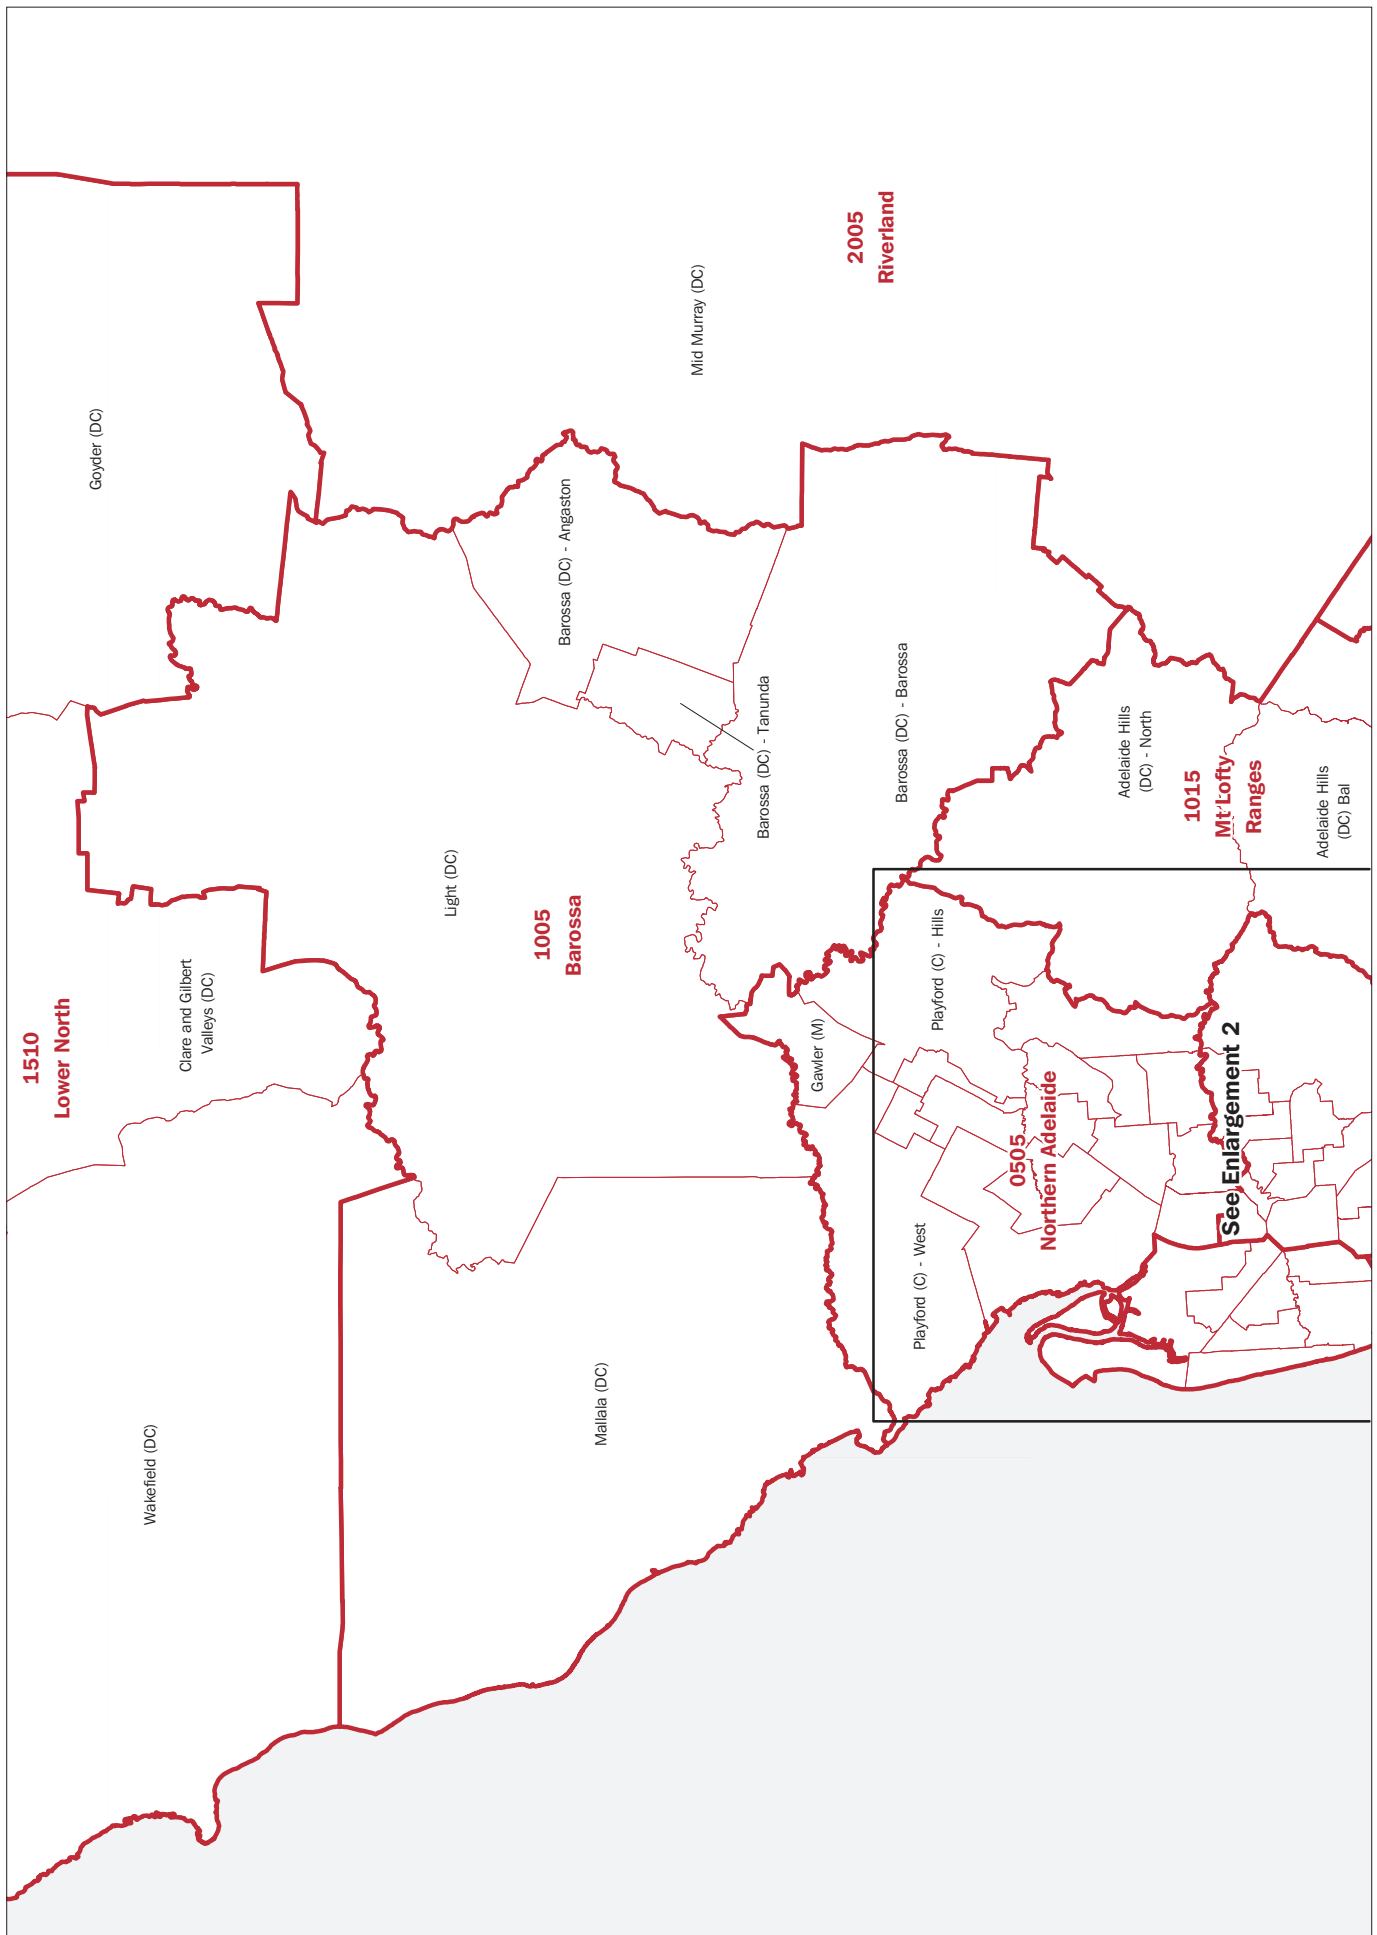 1510
Lower North
Goyder (DC)
Wakefield (DC)
Clare and Gilbert
Valleys (DC)
Light (DC)
1005
Barossa
Barossa (DC) - Angaston
Mallala (DC)
Mid Murray (DC)
Barossa (DC) - Tanunda
Gawler (M)
2005
Riverland
Barossa (DC) - Barossa
Playford (C) - West
Playford (C) - Hills
0505
Northern Adelaide
Adelaide Hills
(DC) - North
1015
Mt Lofty
Ranges
See Enlargement 2
Adelaide Hills
(DC) Bal